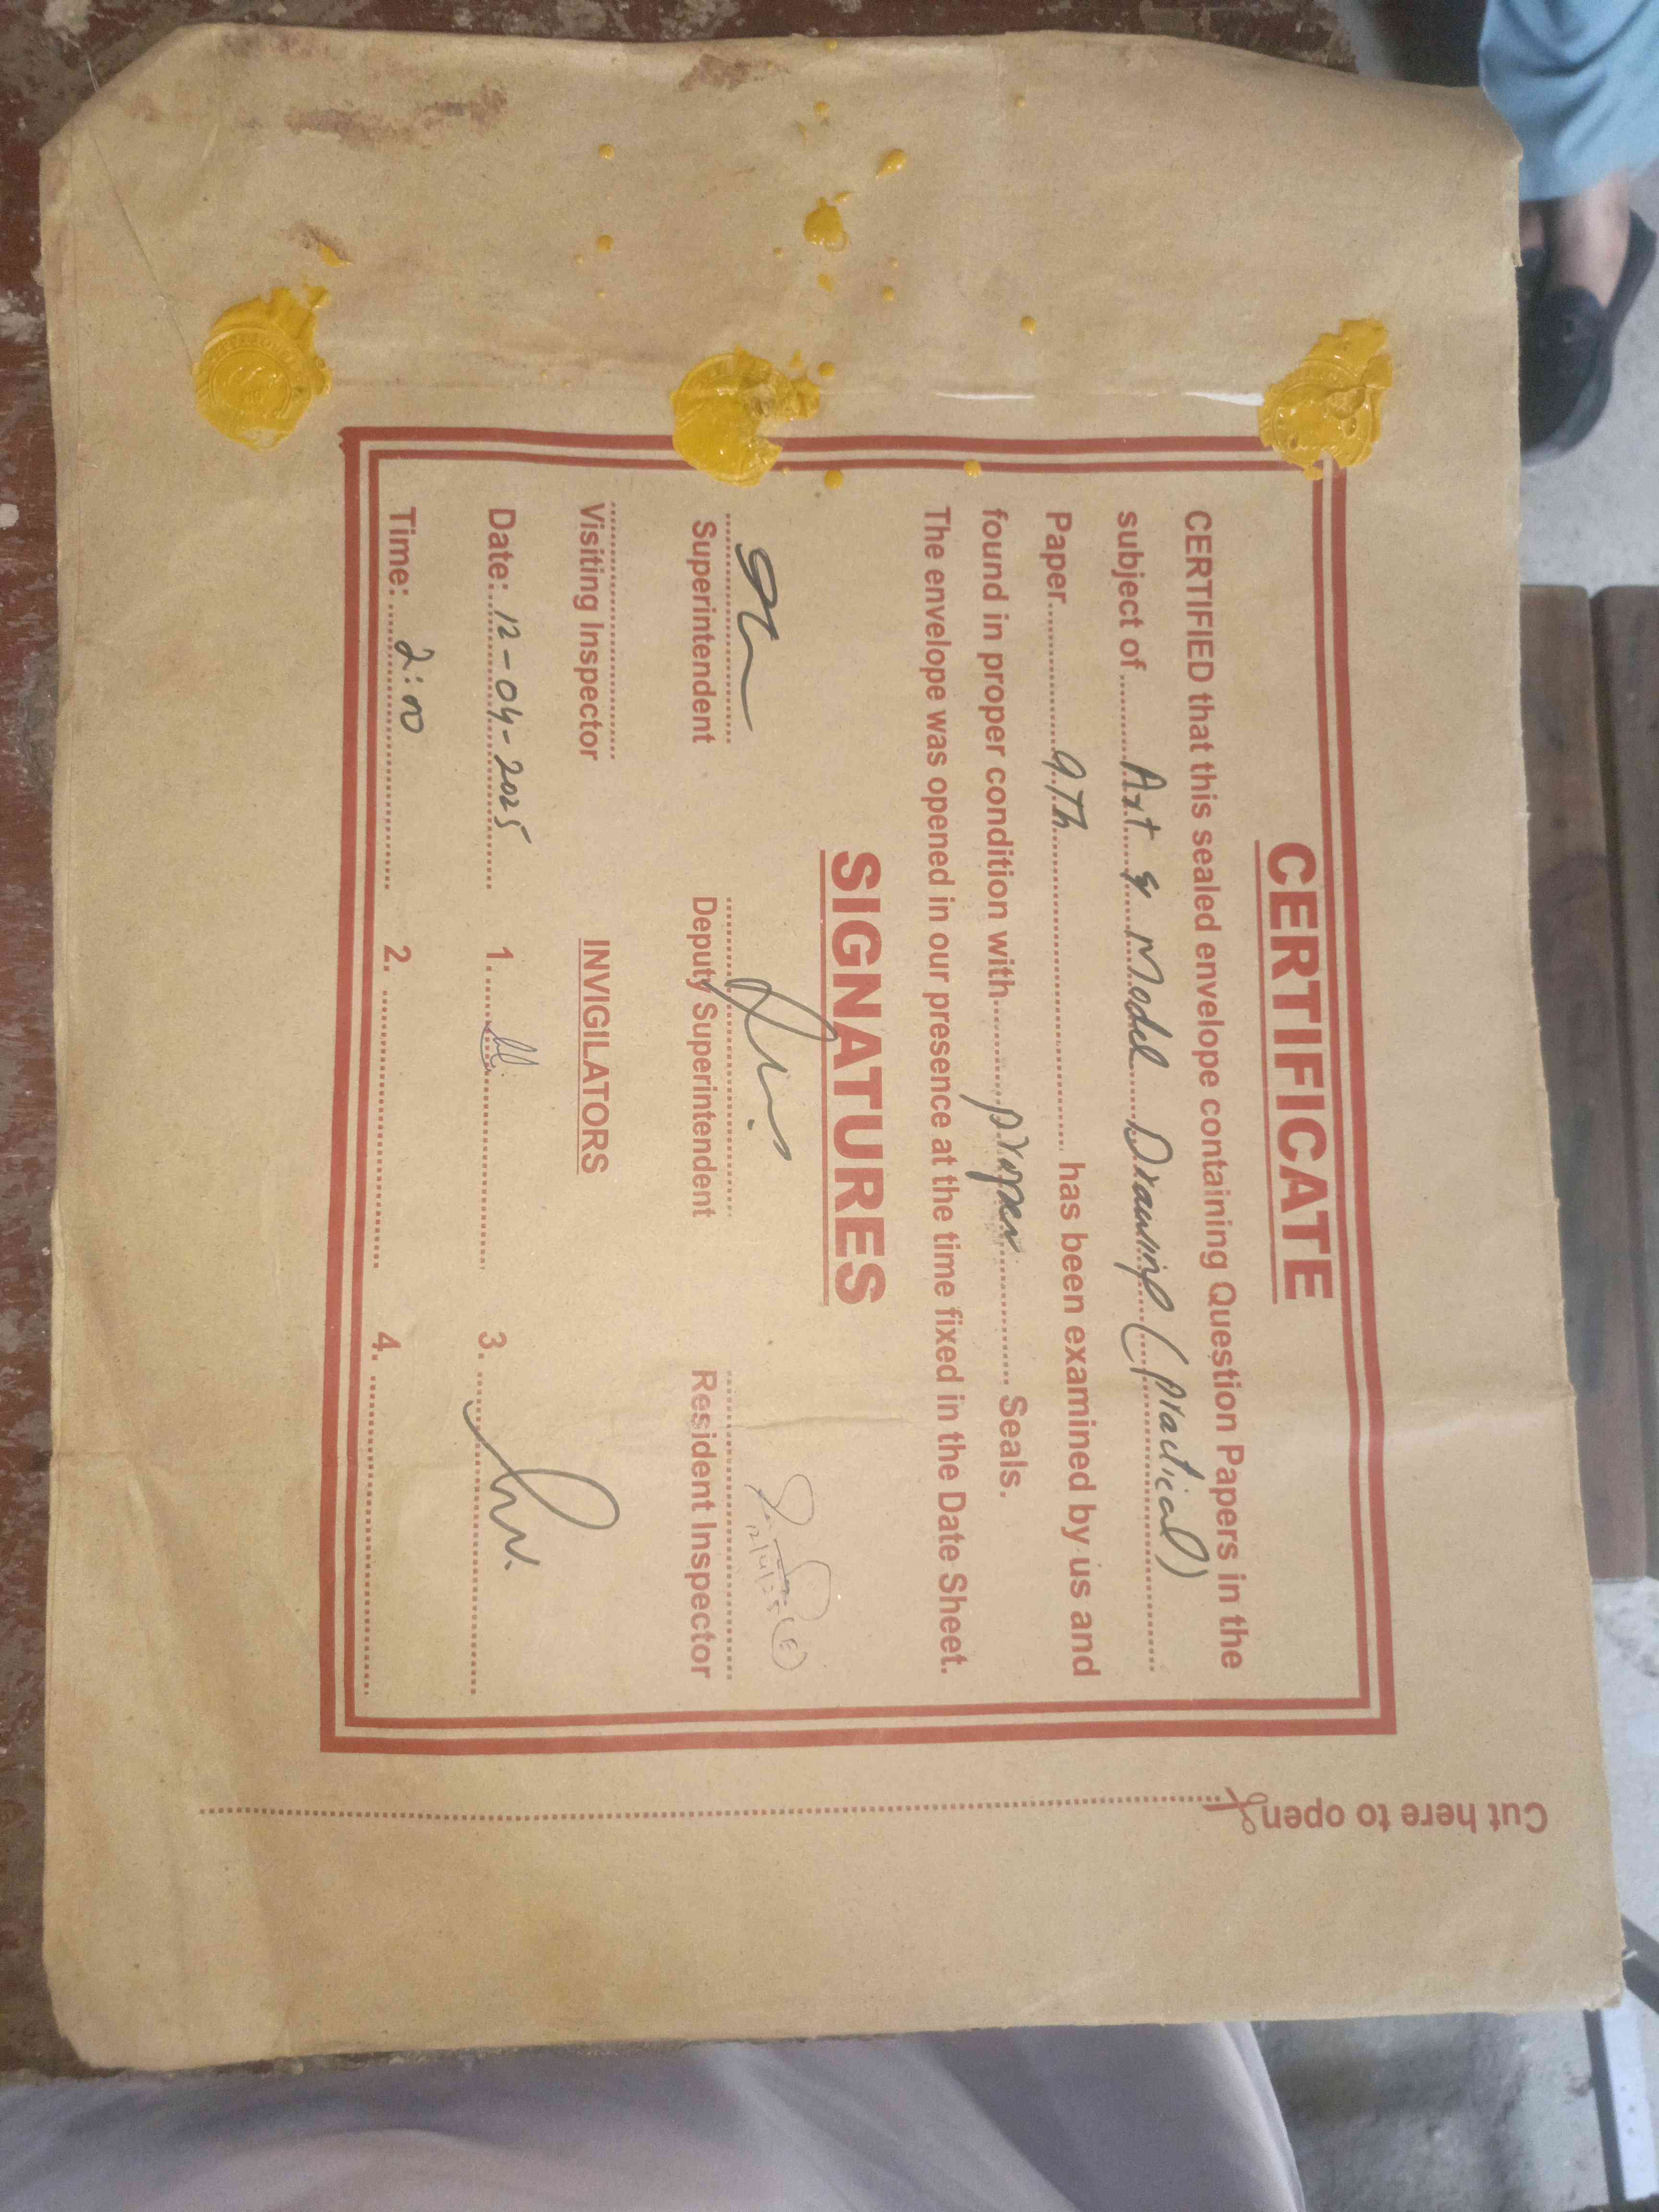 CERTIFICATE
CERTIFIED that this sealed envelope containing Question Papers in the
subject of Art & Model Drawing (Practical)
Paper 9Th has been examined by us and
found in proper condition with proper Seals.
The envelope was opened in our presence at the time fixed in the Date Sheet.
SIGNATURES
Superintendent Deputy Superintendent Resident Inspector
12/4/25
Visiting Inspector INVIGILATORS
Date: 12-04-2025 1. 3.
Time: 2:00 2. 4.
Cut here to open